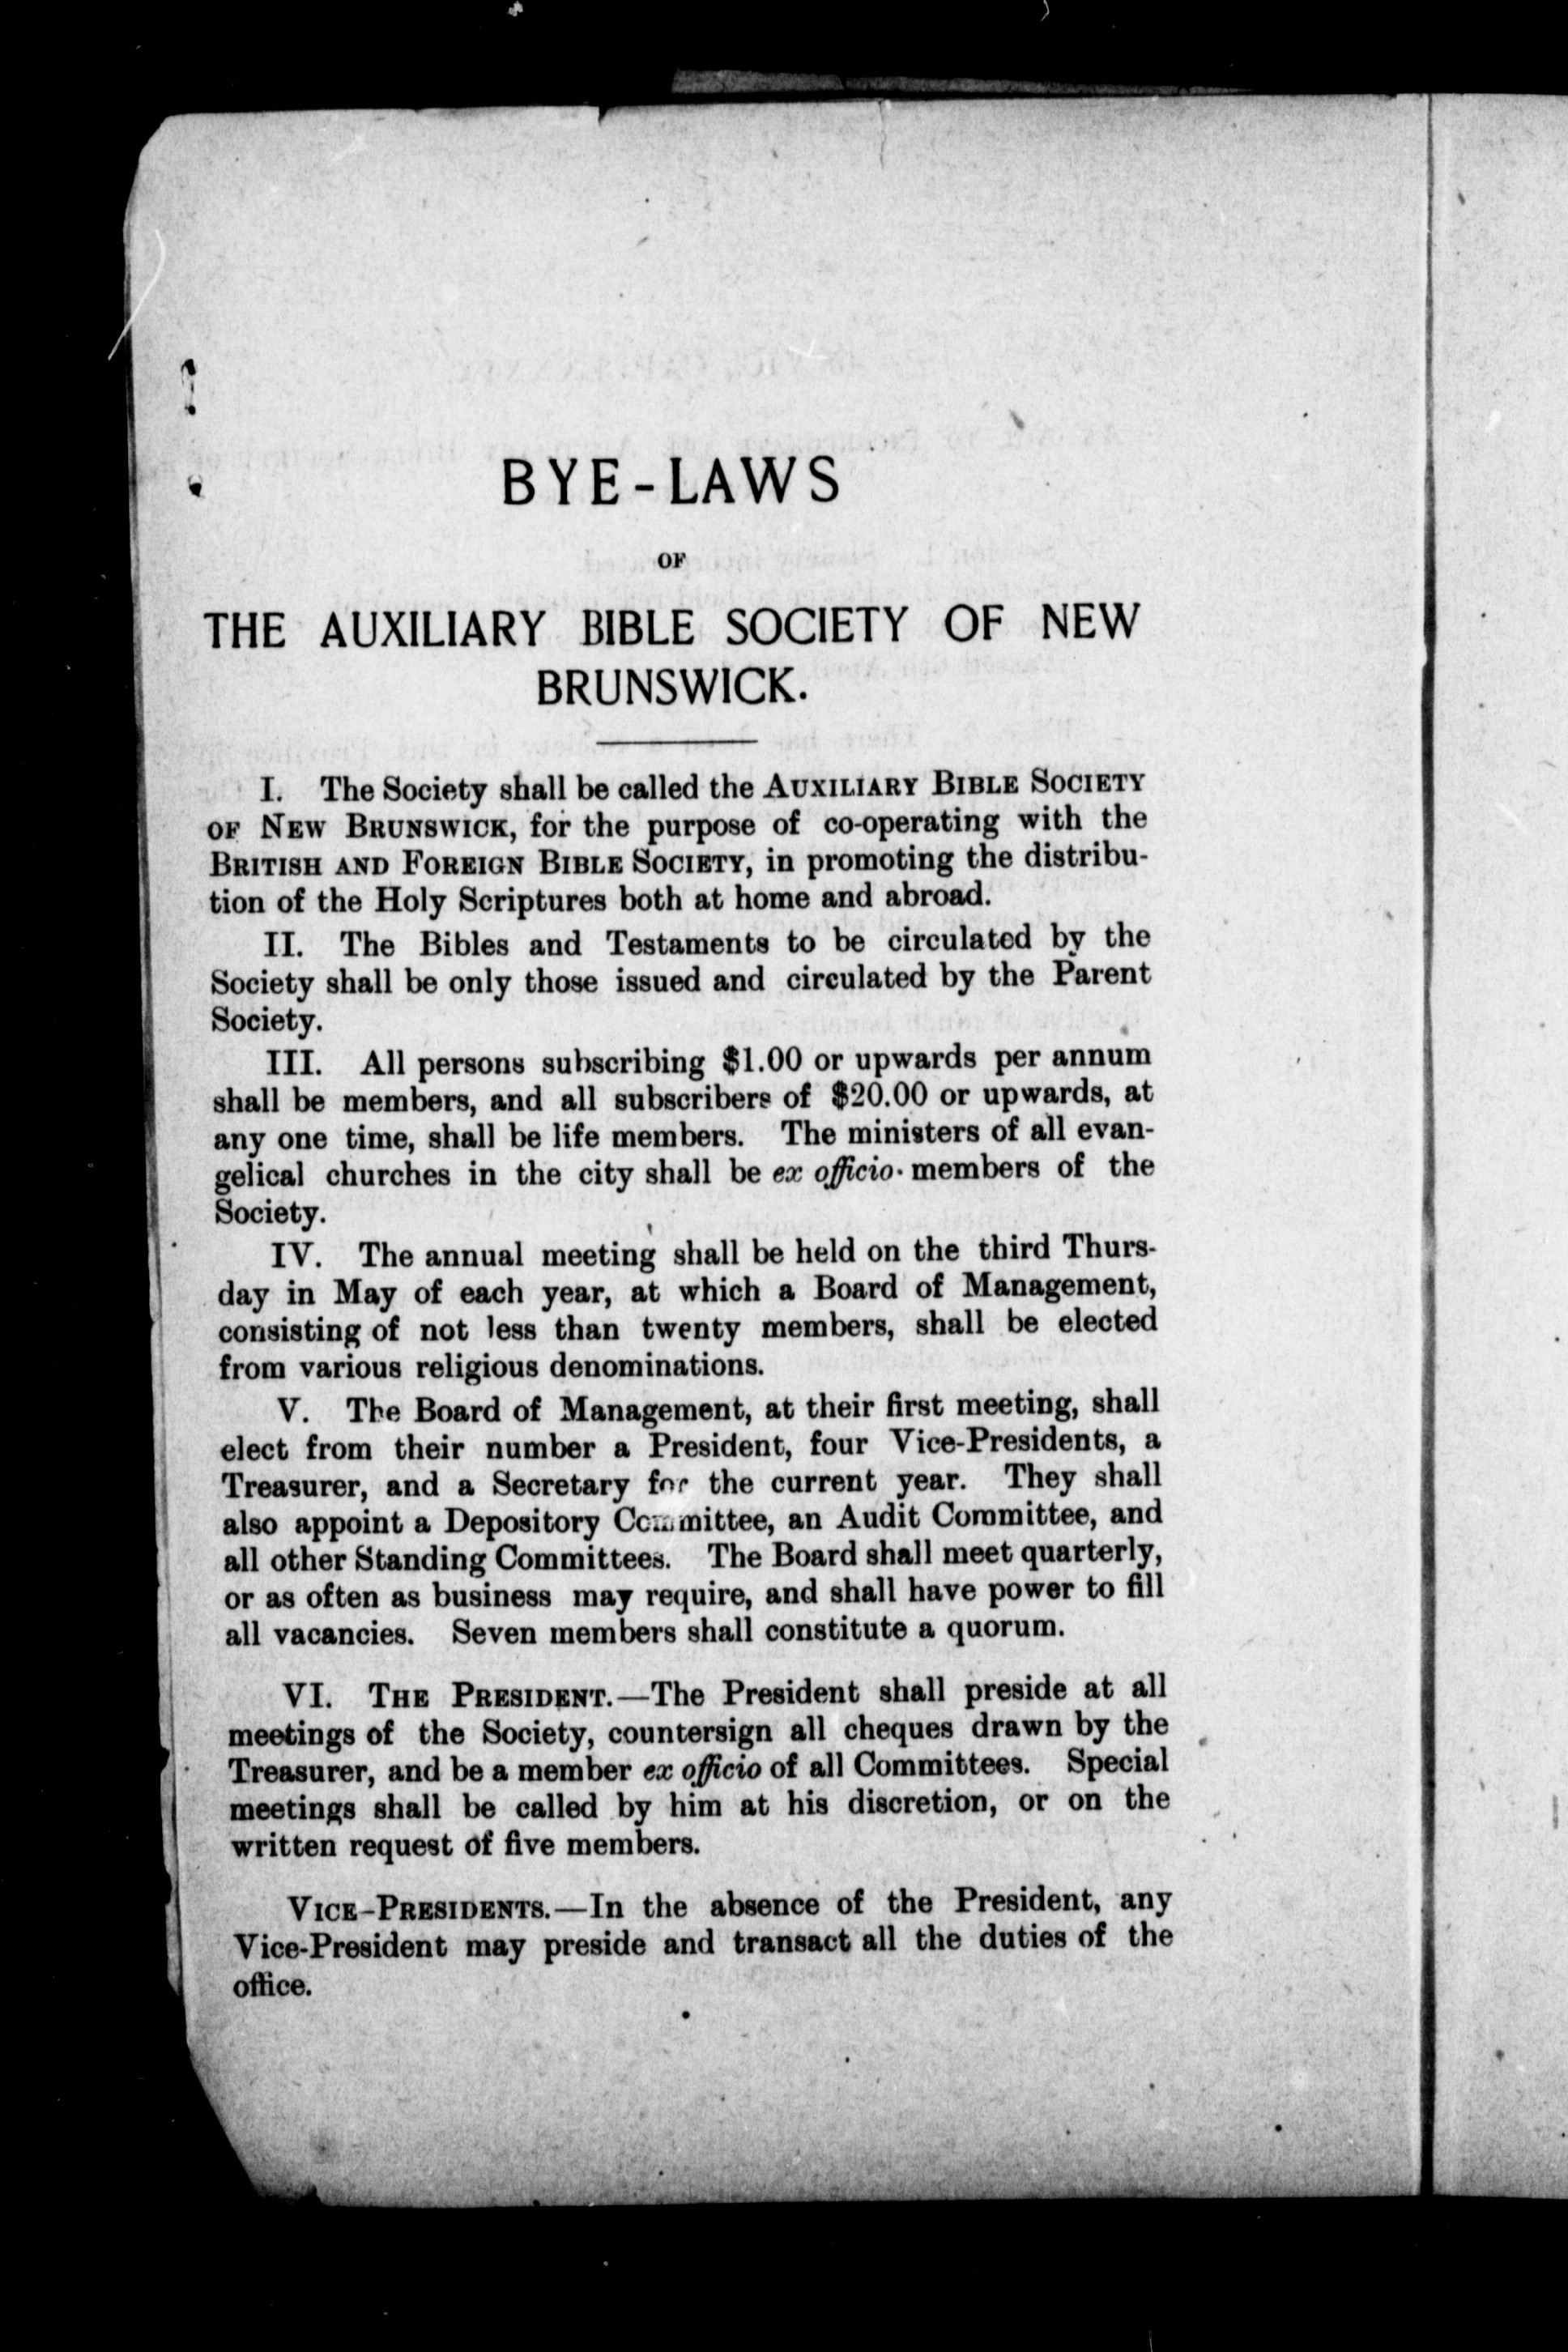 BYE-LAWS
OF
THE AUXILIARY BIBLE SOCIETY OF NEW
BRUNSWICK.
I. The Society shall be called the AUXILIARY BIBLE SOCIETY
OF NEW BRUNSWICK, for the purpose of co-operating with the
BRITISH AND FOREIGN BIBLE SOCIETY, in promoting the distribu-
tion of the Holy Scriptures both at home and abroad.
II. The Bibles and Testaments to be circulated by the
Society shall be only those issued and circulated by the Parent
Society.
III. All persons subscribing $1.00 or upwards per annum
shall be members, and all subscribers of $20.00 or upwards, at
any one time, shall be life members. The ministers of all evan-
gelical churches in the city shall be ex officio members of the
Society.
IV. The annual meeting shall be held on the third Thurs-
day in May of each year, at which a Board of Management,
consisting of not less than twenty members, shall be elected
from various religious denominations.
V. The Board of Management, at their first meeting, shall
elect from their number a President, four Vice-Presidents, a
Treasurer, and a Secretary for the current year. They shall
also appoint a Depository Committee, an Audit Committee, and
all other Standing Committees. The Board shall meet quarterly,
or as often as business may require, and shall have power to fill
all vacancies. Seven members shall constitute a quorum.
VI. THE PRESIDENT.—The President shall preside at all
meetings of the Society, countersign all cheques drawn by the
Treasurer, and be a member ex officio of all Committees. Special
meetings shall be called by him at his discretion, or on the
written request of five members.
VICE-PRESIDENTS.—In the absence of the President, any
Vice-President may preside and transact all the duties of the
office.